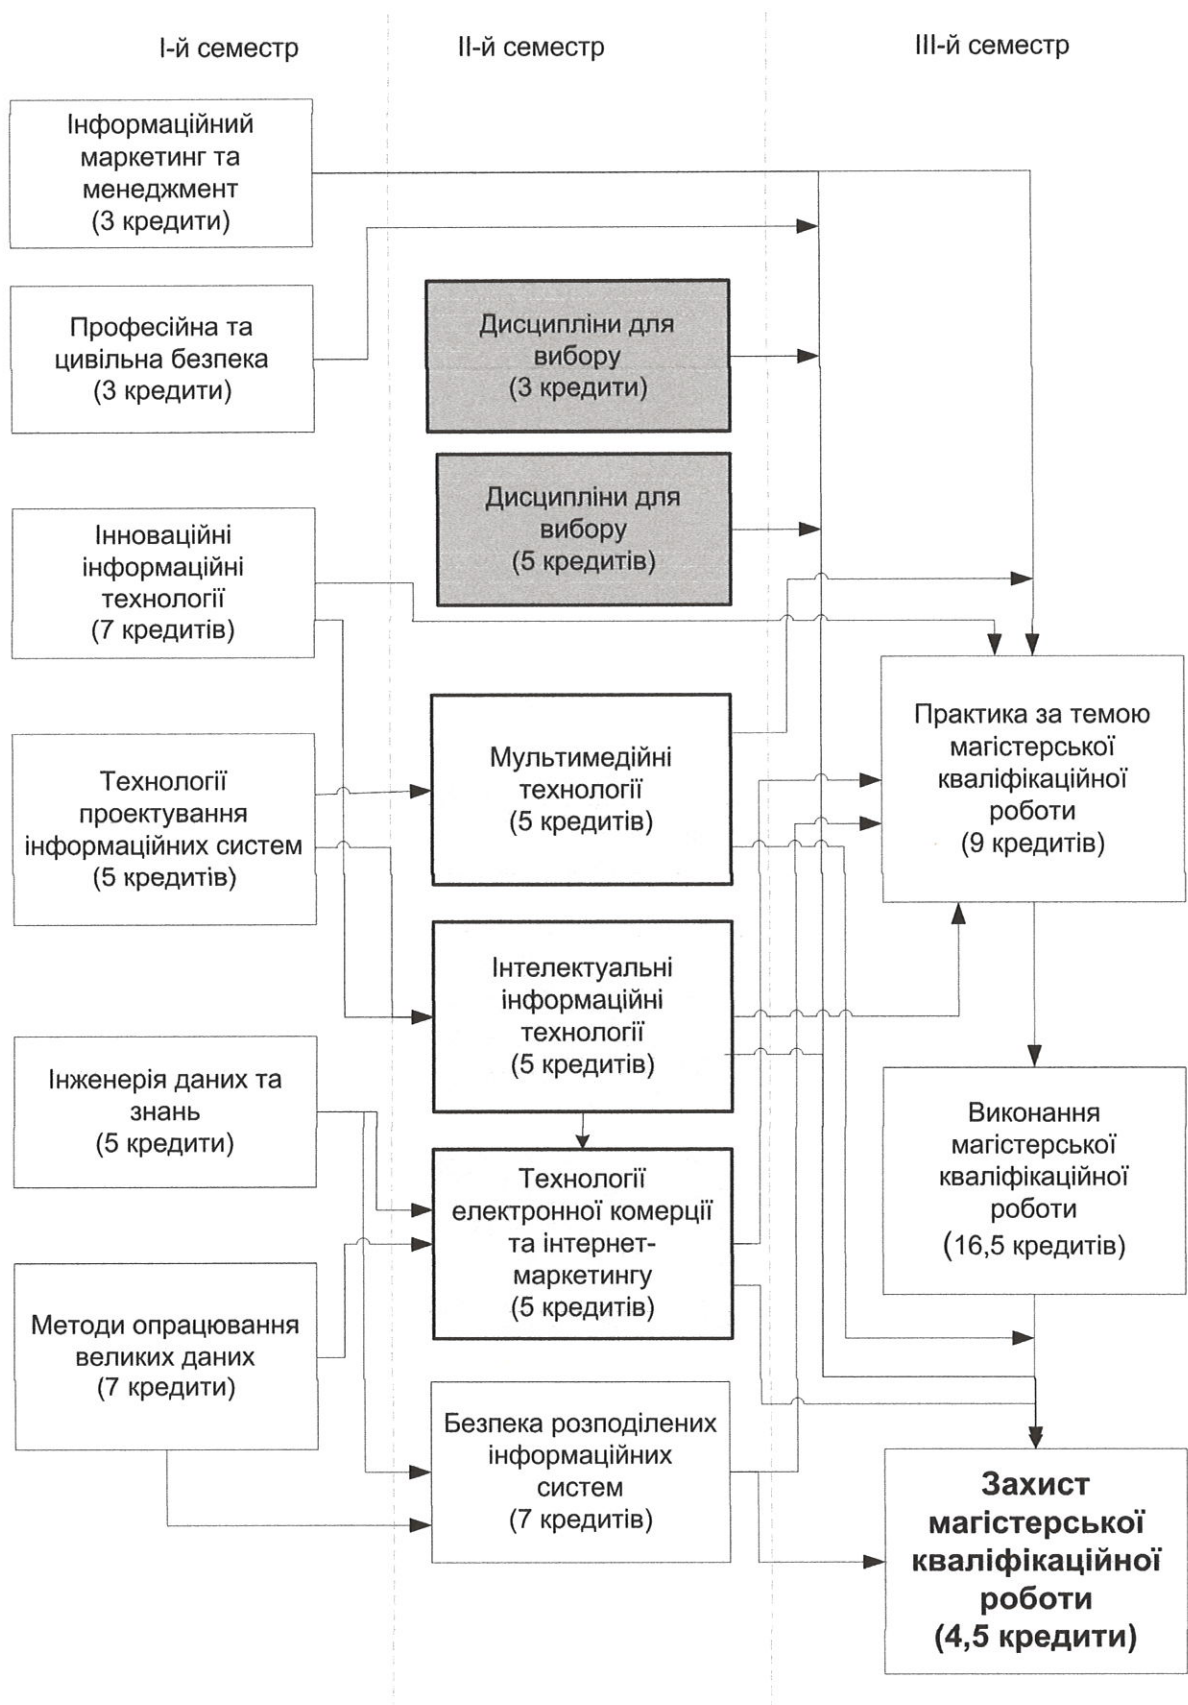 І-й семестр
ІІ-й семестр
ІІІ-й семестр
Інформаційний
маркетинг та
менеджмент
(3 кредити)
Професійна та
цивільна безпека
(3 кредити)
Інноваційні
інформаційні
технології
(7 кредитів)
Технології
проектування
інформаційних систем
(5 кредитів)
Інженерія даних та
знань
(5 кредити)
Методи опрацювання
великих даних
(7 кредити)
Дисципліни для
вибору
(3 кредити)
Дисципліни для
вибору
(5 кредитів)
Мультимедійні
технології
(5 кредитів)
Інтелектуальні
інформаційні
технології
(5 кредитів)
Технології
електронної комерції
та інтернет-
маркетингу
(5 кредитів)
Безпека розподілених
інформаційних
систем
(7 кредитів)
Практика за темою
магістерської
кваліфікаційної
роботи
(9 кредитів)
Виконання
магістерської
кваліфікаційної
роботи
(16,5 кредитів)
Захист
магістерської
кваліфікаційної
роботи
(4,5 кредити)